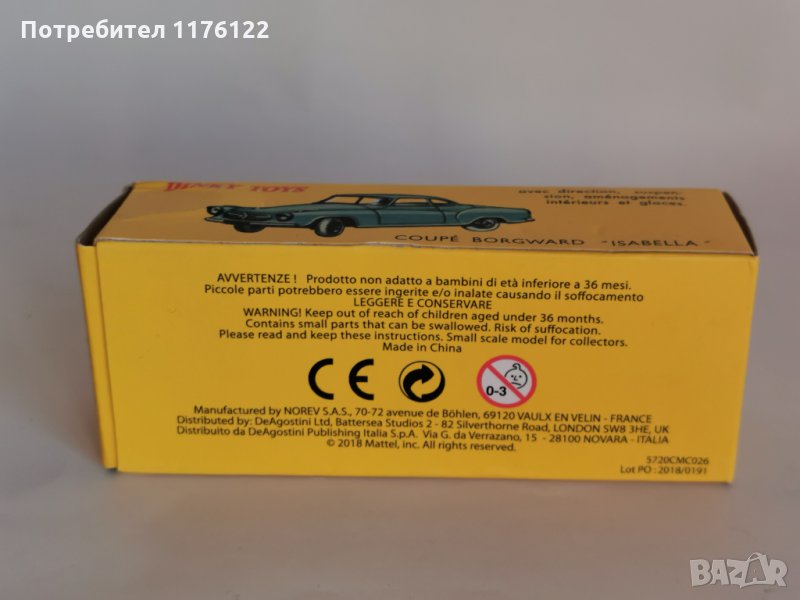 Потребител 1176122
DINKY TOYS
avec direction, suspen-
sion, aménagements
intérieurs et glaces.
COUPÉ BORGWARD "ISABELLA"
AVVERTENZE ! Prodotto non adatto a bambini di età inferiore a 36 mesi.
Piccole parti potrebbero essere ingerite e/o inalate causando il soffocamento
LEGGERE E CONSERVARE
WARNING! Keep out of reach of children aged under 36 months.
Contains small parts that can be swallowed. Risk of suffocation.
Please read and keep these instructions. Small scale model for collectors.
Made in China
CE
0-3
Manufactured by NOREV S.A.S., 70-72 avenue de Böhlen, 69120 VAULX EN VELIN - FRANCE
Distributed by: DeAgostini Ltd, Battersea Studios 2 - 82 Silverthorne Road, LONDON SW8 3HE, UK
Distribuito da DeAgostini Publishing Italia S.p.A. Via G. da Verrazano, 15 - 28100 NOVARA - ITALIA
© 2018 Mattel, inc. All rights reserved.
5720CMC026
Lot PO : 2018/0191
BAZAR